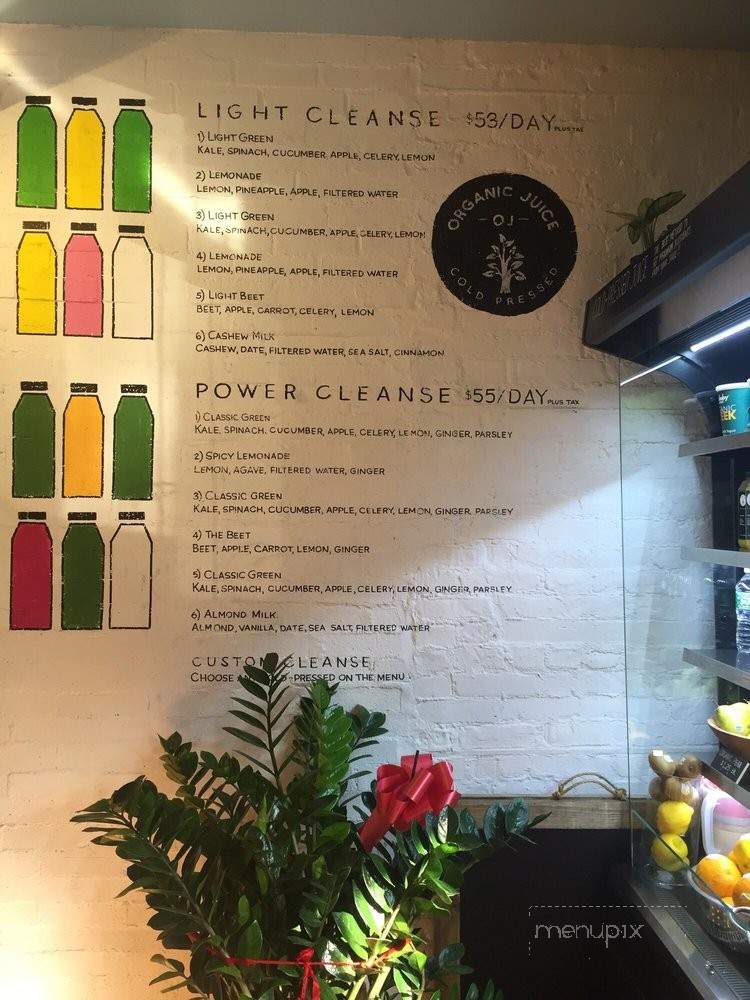 LIGHT CLEANSE $53/DAY PLUS TAX
1) LIGHT GREEN
KALE, SPINACH, CUCUMBER, APPLE, CELERY, LEMON
2) LEMONADE
LEMON, PINEAPPLE, APPLE, FILTERED WATER
3) LIGHT GREEN
KALE, SPINACH, CUCUMBER, APPLE, CELERY, LEMON
4) LEMONADE
LEMON, PINEAPPLE, APPLE, FILTERED WATER
5) LIGHT BEET
BEET, APPLE, CARROT, CELERY, LEMON
6) CASHEW MILK
CASHEW, DATE, FILTERED WATER, SEA SALT, CINNAMON
ORGANIC JUICE
OJ
COLD PRESSED
POWER CLEANSE $55/DAY PLUS TAX
1) CLASSIC GREEN
KALE, SPINACH, CUCUMBER, APPLE, CELERY, LEMON, GINGER, PARSLEY
2) SPICY LEMONADE
LEMON, AGAVE, FILTERED WATER, GINGER
3) CLASSIC GREEN
KALE, SPINACH, CUCUMBER, APPLE, CELERY, LEMON, GINGER, PARSLEY
4) THE BEET
BEET, APPLE, CARROT, LEMON, GINGER
5) CLASSIC GREEN
KALE, SPINACH, CUCUMBER, APPLE, CELERY, LEMON, GINGER, PARSLEY
6) ALMOND MILK
ALMOND, VANILLA, DATE, SEA SALT, FILTERED WATER
CUSTOM CLEANSE
CHOOSE -PRESSED ON THE MENU
COLD-PRESSED JUICE
menupix